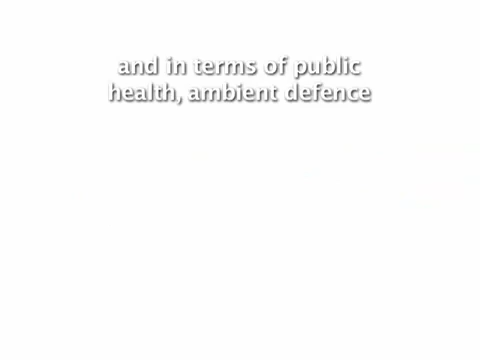 and in terms of public
health, ambient defence